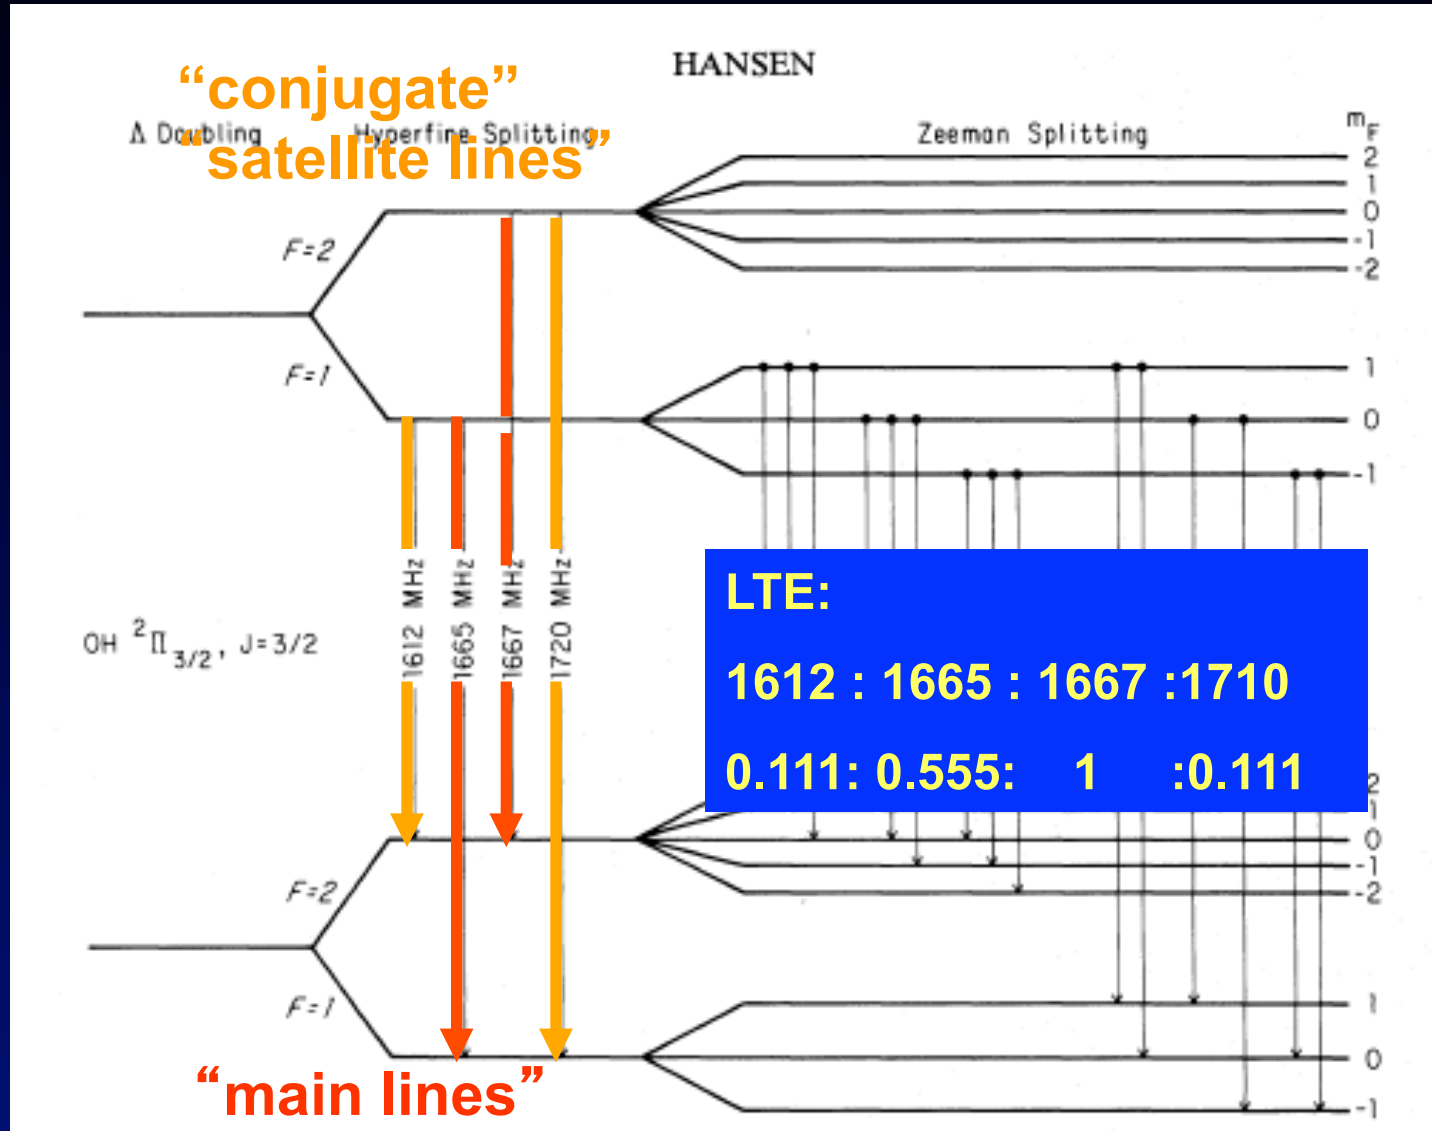 HANSEN
“conjugate”
“satellite lines”
Λ Doubling Hyperfine Splitting Zeeman Splitting mF
2
1
0
-1
-2
F=2
F=1
1
0
-1
OH ²Π3/2, J=3/2
1612 MHz
1665 MHz
1667 MHz
1720 MHz
LTE:
1612 : 1665 : 1667 :1710
0.111: 0.555: 1 :0.111
2
1
0
-1
-2
F=2
F=1
1
0
-1
“main lines”